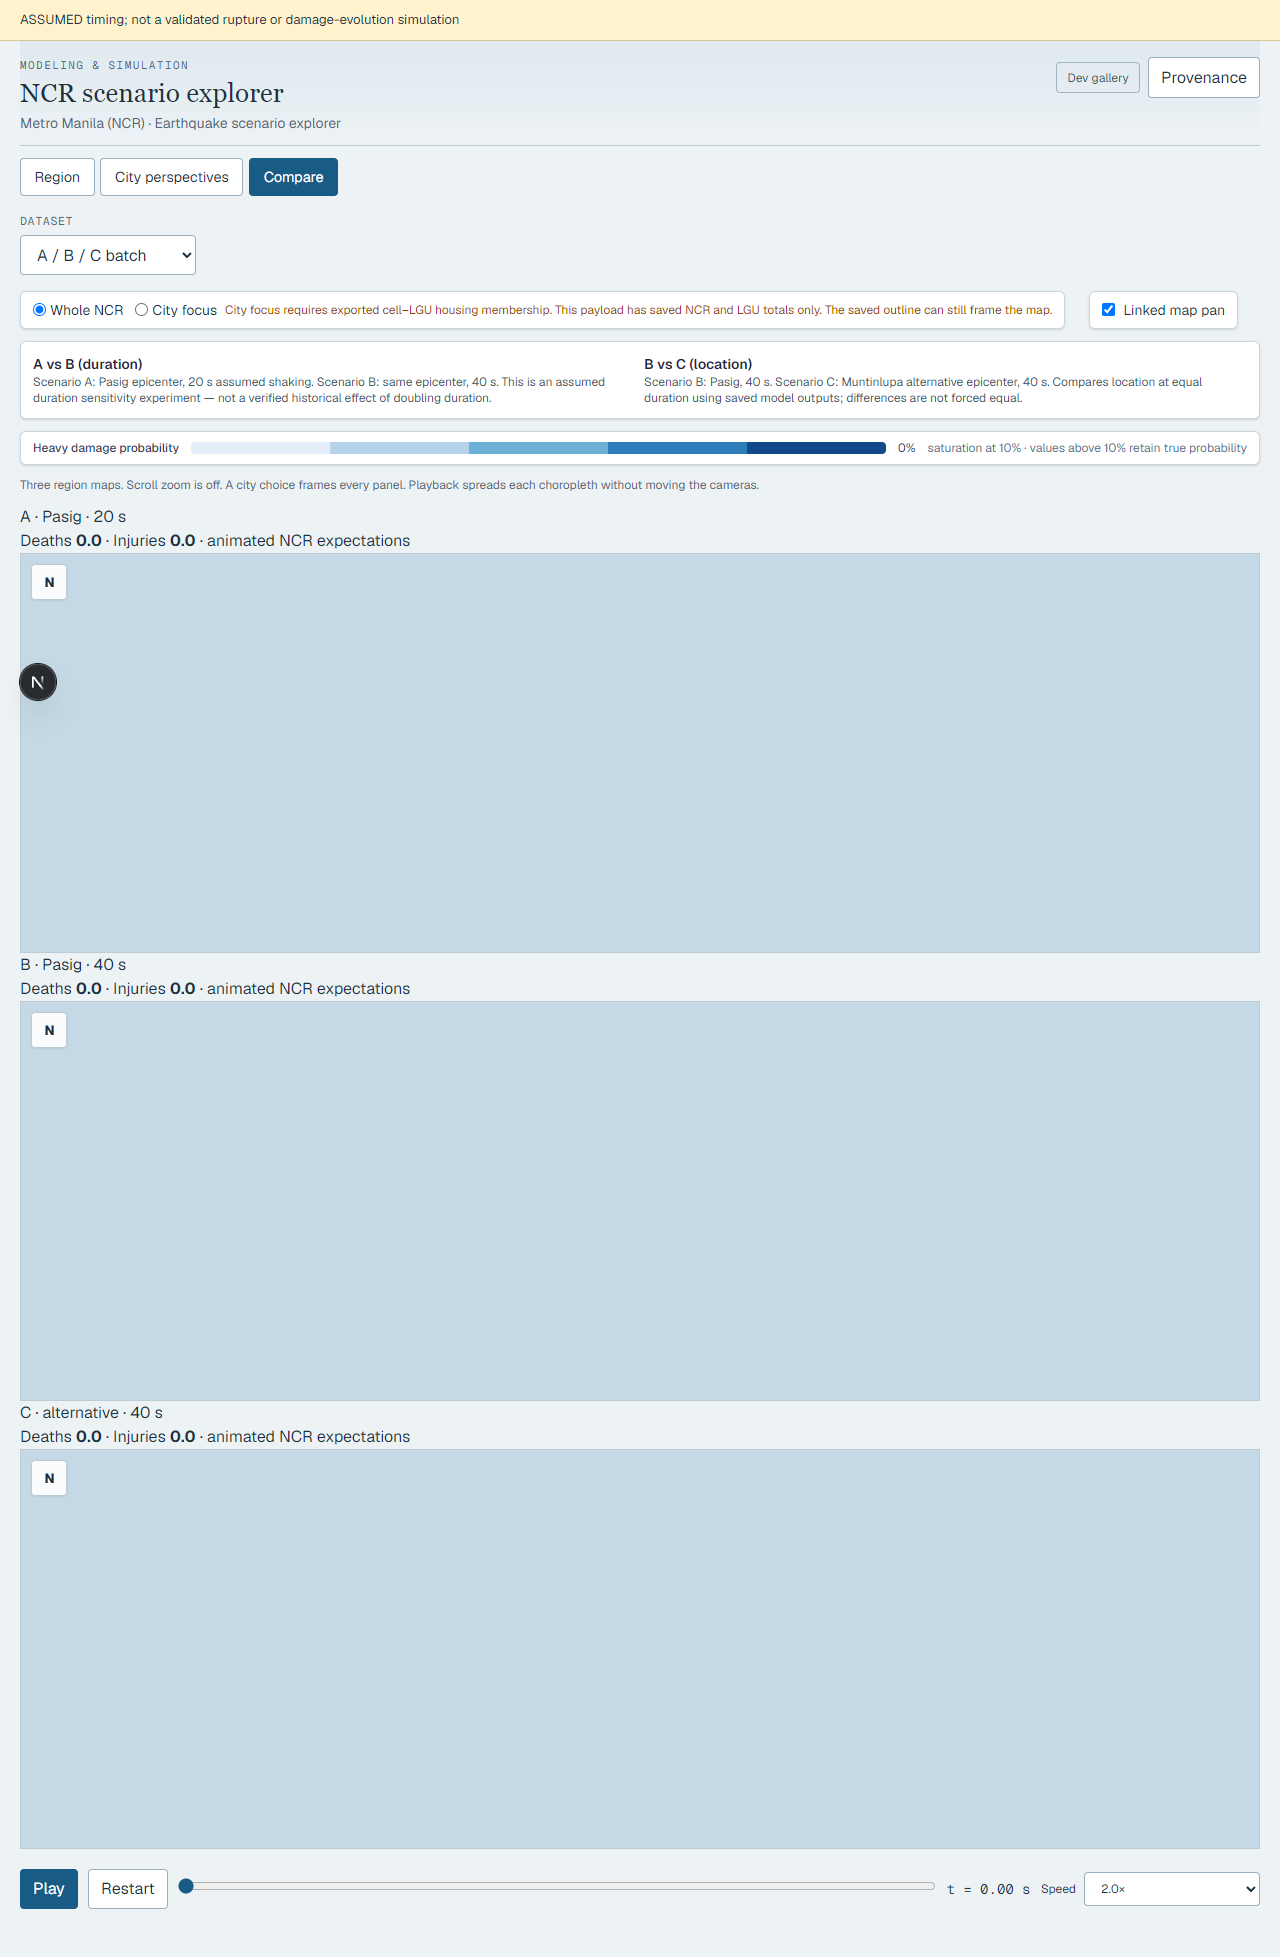 ASSUMED timing; not a validated rupture or damage-evolution simulation
MODELING & SIMULATION
NCR scenario explorer
Metro Manila (NCR) · Earthquake scenario explorer
Dev gallery
Provenance
Region
City perspectives
Compare
DATASET
A / B / C batch
Whole NCR
City focus
City focus requires exported cell–LGU housing membership. This payload has saved NCR and LGU totals only. The saved outline can still frame the map.
Linked map pan
A vs B (duration)
Scenario A: Pasig epicenter, 20 s assumed shaking. Scenario B: same epicenter, 40 s. This is an assumed
duration sensitivity experiment — not a verified historical effect of doubling duration.
B vs C (location)
Scenario B: Pasig, 40 s. Scenario C: Muntinlupa alternative epicenter, 40 s. Compares location at equal
duration using saved model outputs; differences are not forced equal.
Heavy damage probability
0%
saturation at 10% · values above 10% retain true probability
Three region maps. Scroll zoom is off. A city choice frames every panel. Playback spreads each choropleth without moving the cameras.
A · Pasig · 20 s
Deaths 0.0 · Injuries 0.0 · animated NCR expectations
N
N
B · Pasig · 40 s
Deaths 0.0 · Injuries 0.0 · animated NCR expectations
N
C · alternative · 40 s
Deaths 0.0 · Injuries 0.0 · animated NCR expectations
N
Play
Restart
t = 0.00 s
Speed
2.0×